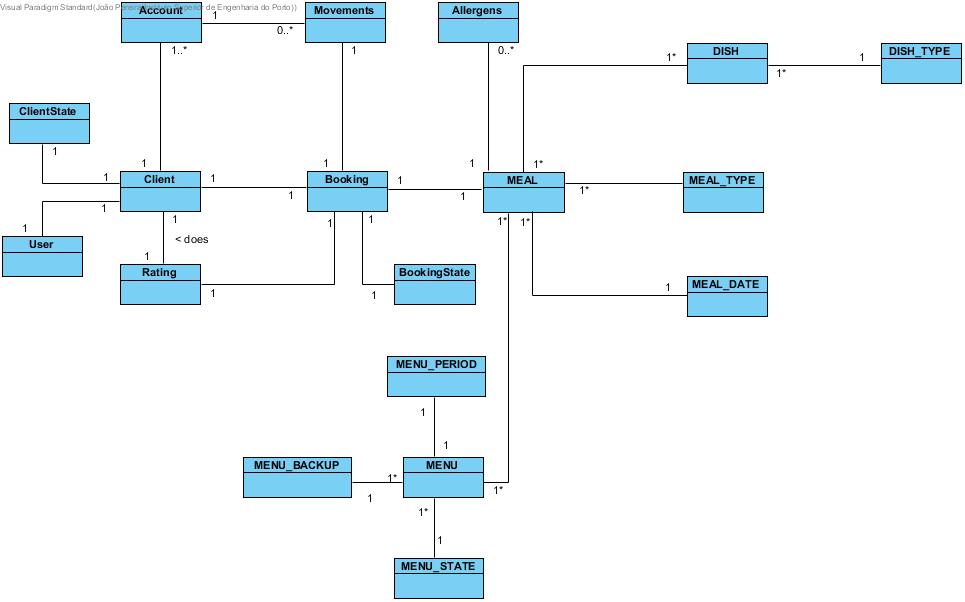 Visual Paradigm Standard(João Pereira(Instituto Superior de Engenharia do Porto))
Account
1
0..*
Movements
Allergens
1..*
1
0..*
DISH
1*
1*
1
DISH_TYPE
ClientState
1
1
1
1
1
1*
Client
1
1
Booking
1
1
MEAL
1*
MEAL_TYPE
1
1
User
1
< does
1
Rating
1
1
1
1
BookingState
1*
1*
1
MEAL_DATE
MENU_PERIOD
1
1
MENU_BACKUP
1
1*
MENU
1*
1*
1
MENU_STATE